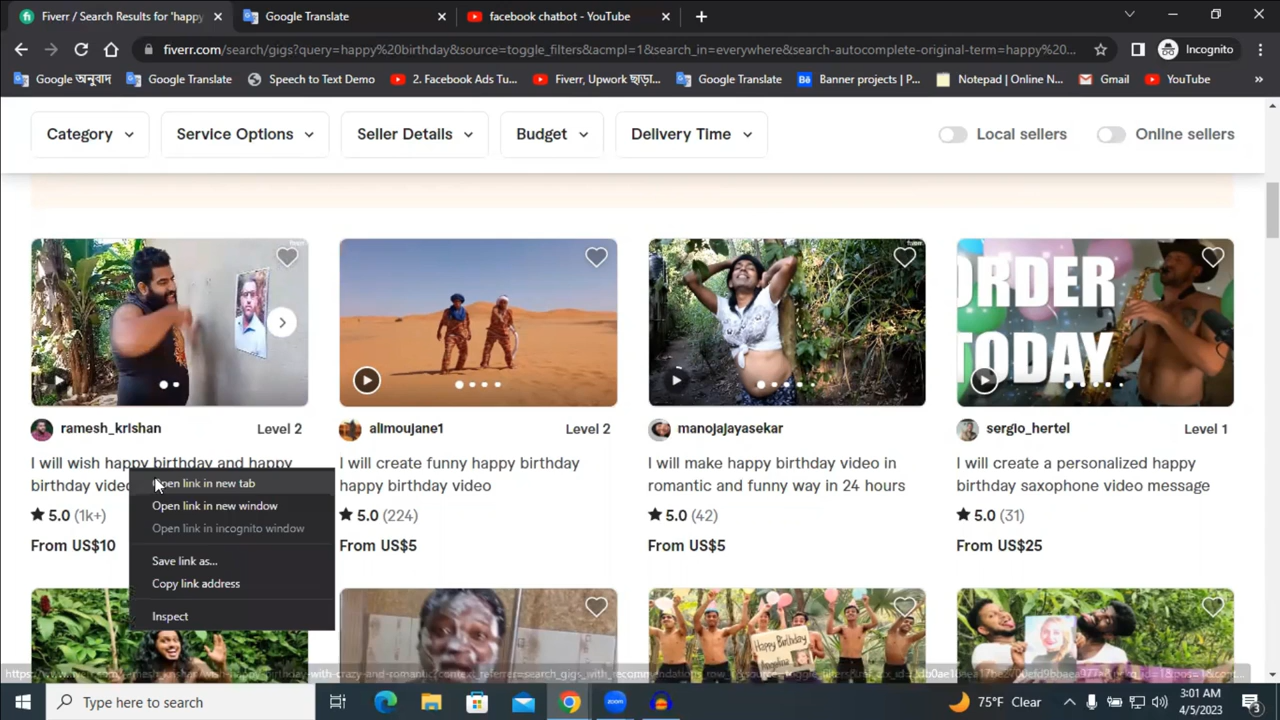 Fiverr / Search Results for 'happy
Google Translate
facebook chatbot - YouTube
fiverr.com/search/gigs?query=happy%20birthday&source=toggle_filters&acmpl=1&search_in=everywhere&search-autocomplete-original-term=happy%20...
Incognito
Google অনুবাদ
Google Translate
Speech to Text Demo
2. Facebook Ads Tu...
Fiverr, Upwork ছাড়া...
Google Translate
Banner projects | P...
Notepad | Online N...
Gmail
YouTube
Category
Service Options
Seller Details
Budget
Delivery Time
Local sellers
Online sellers
ORDER
TODAY
ramesh_krishan
Level 2
alimoujane1
Level 2
manojajayasekar
sergio_hertel
Level 1
I will wish happy birthday and happy
birthday vide
I will create funny happy birthday
happy birthday video
I will make happy birthday video in
romantic and funny way in 24 hours
I will create a personalized happy
birthday saxophone video message
5.0 (1k+)
5.0 (224)
5.0 (42)
5.0 (31)
From US$10
From US$5
From US$5
From US$25
Open link in new tab
Open link in new window
Open link in incognito window
Save link as...
Copy link address
Inspect
Happy
Birthday
Type here to search
75°F Clear
3:01 AM
4/5/2023
3